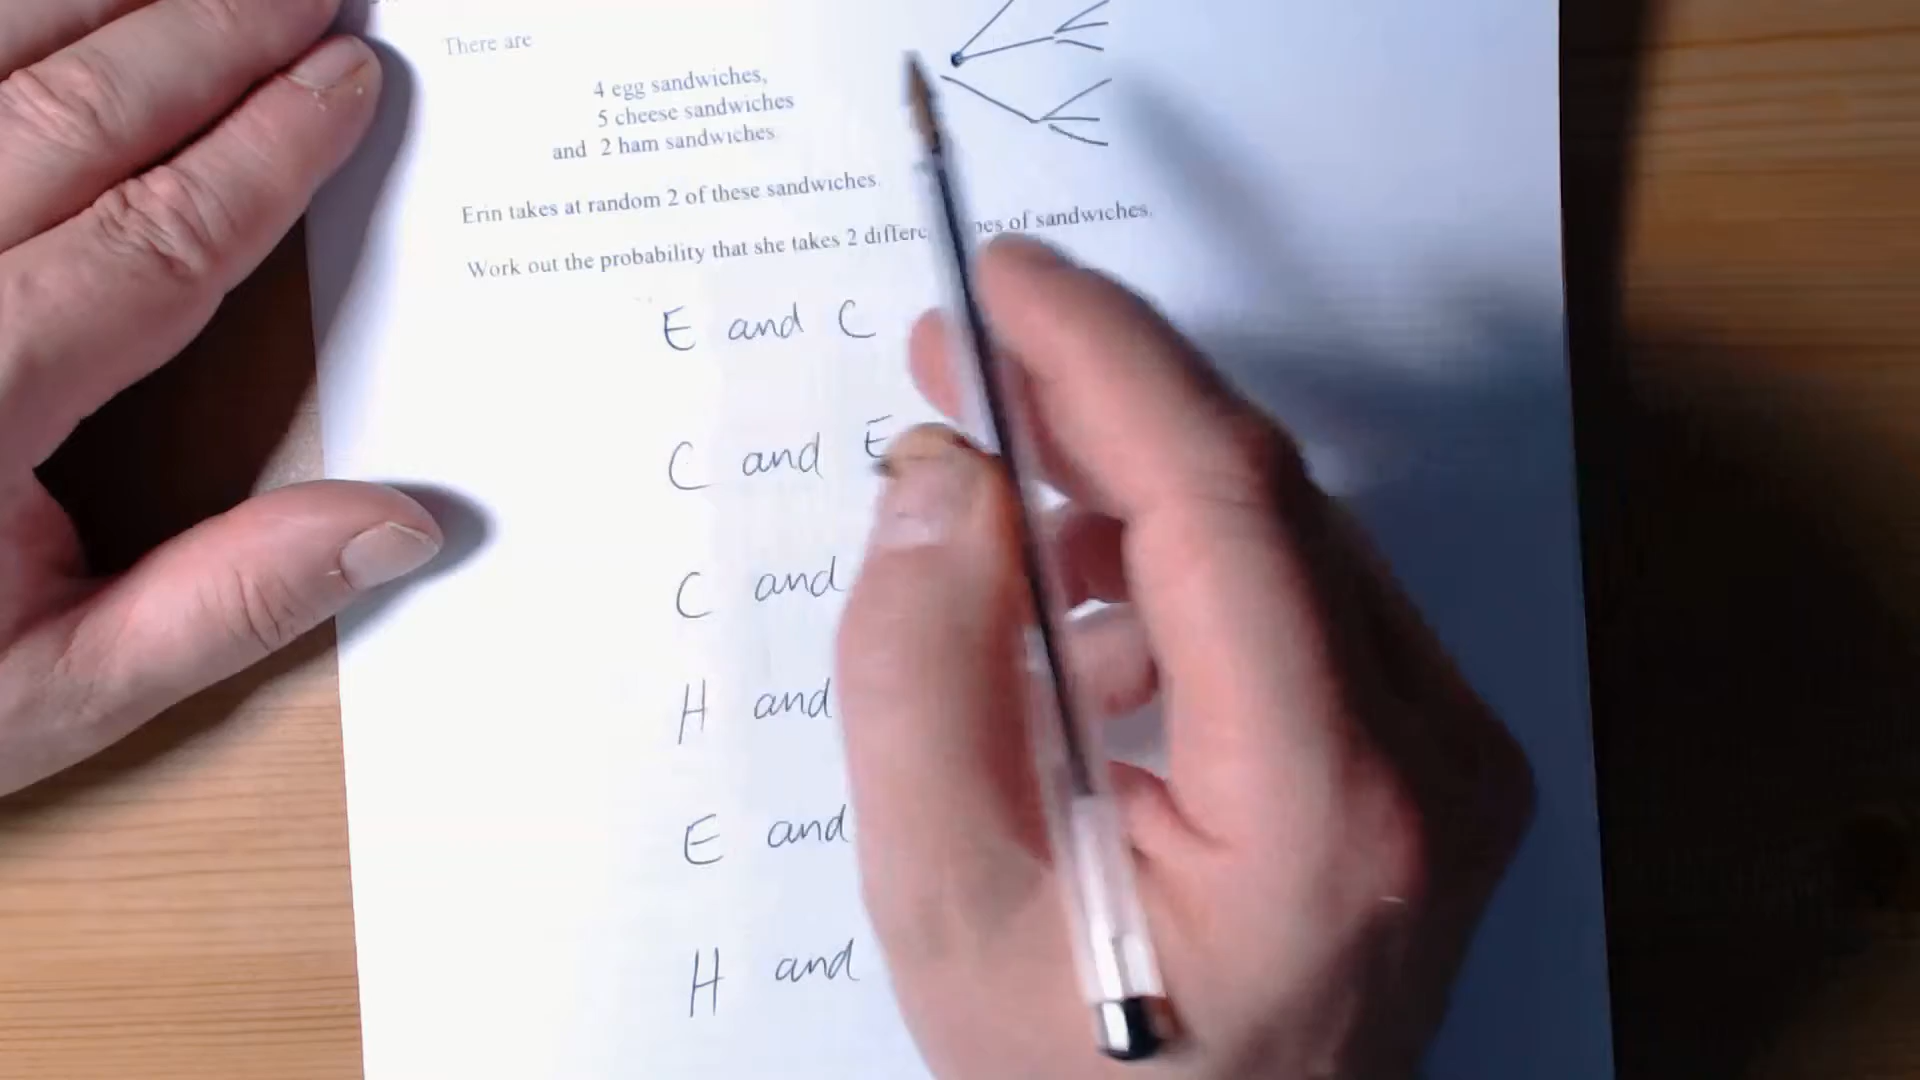 There are
4 egg sandwiches,
5 cheese sandwiches
and 2 ham sandwiches
Erin takes at random 2 of these sandwiches.
Work out the probability that she takes 2 of sandwiches.
E and C
C and E
C and
H and
E and
H and